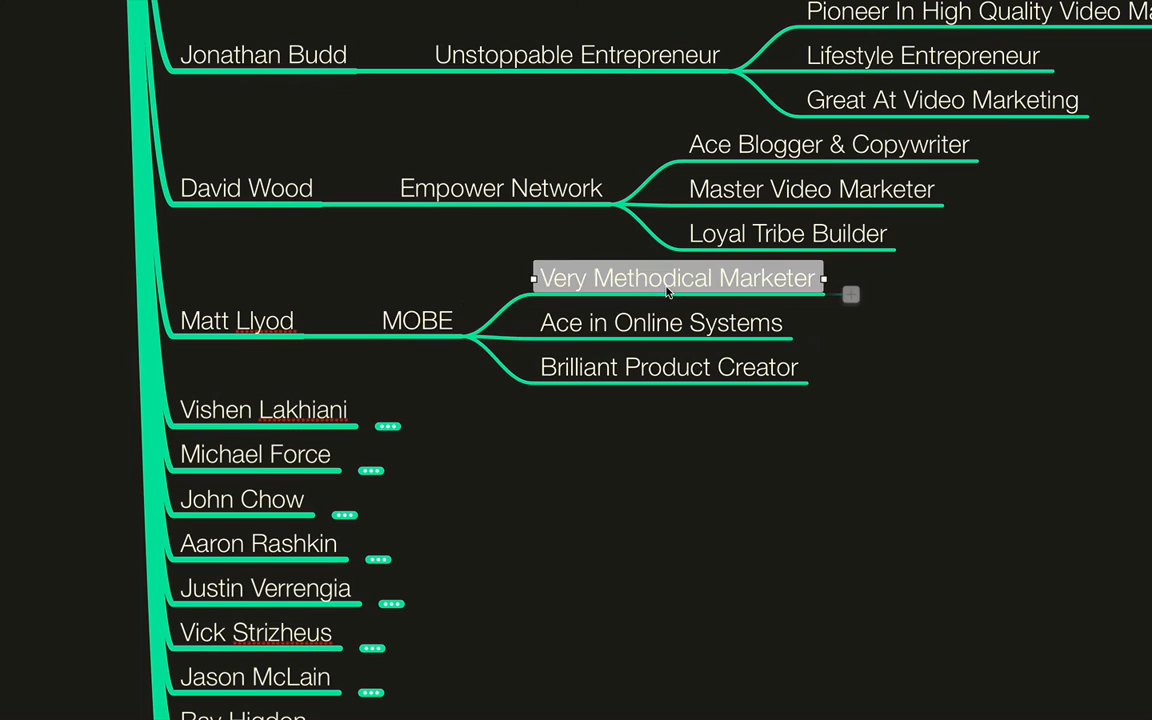 Pioneer In High Quality Video
Jonathan Budd Unstoppable Entrepreneur Lifestyle Entrepreneur
Great At Video Marketing
Ace Blogger & Copywriter
David Wood Empower Network Master Video Marketer
Loyal Tribe Builder
Very Methodical Marketer
Matt Llyod MOBE Ace in Online Systems
Brilliant Product Creator
Vishen Lakhiani
Michael Force
John Chow
Aaron Rashkin
Justin Verrengia
Vick Strizheus
Jason McLain